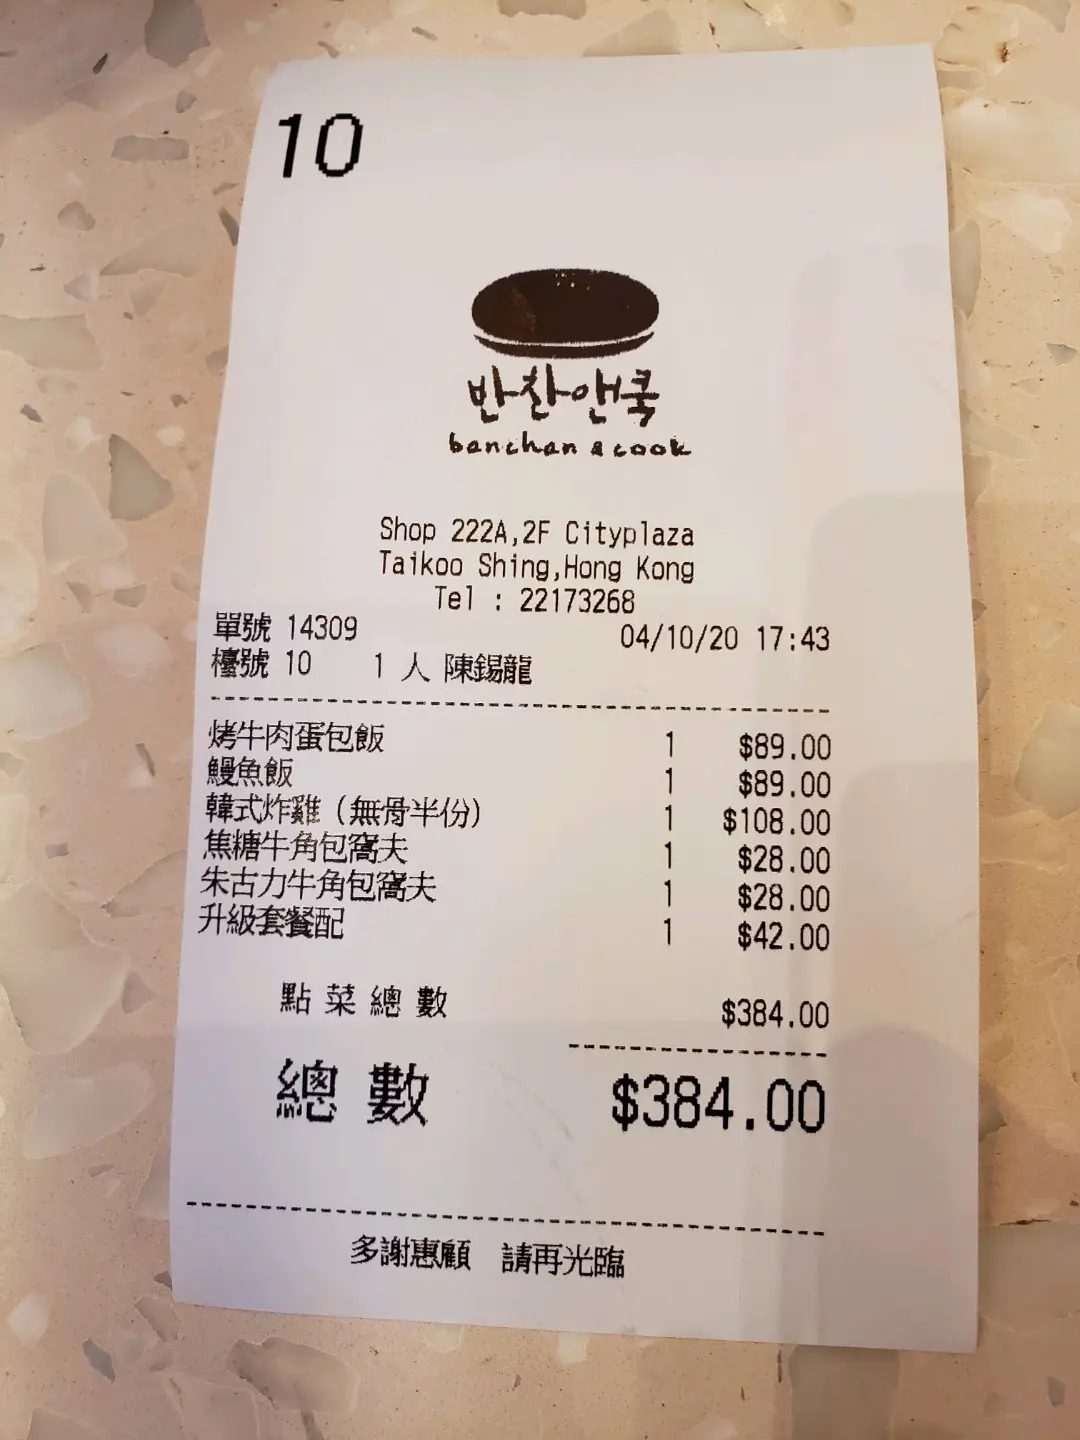 10
반찬앤쿡
banchan & cook
Shop 222A,2F Cityplaza
Taikoo Shing,Hong Kong
Tel : 22173268
單號 14309 04/10/20 17:43
檯號 10 1 人 陳錫龍
烤牛肉蛋包飯 1 $89.00
鰻魚飯 1 $89.00
韓式炸雞（無骨半份） 1 $108.00
焦糖牛角包窩夫 1 $28.00
朱古力牛角包窩夫 1 $28.00
升級套餐配 1 $42.00
點菜總數 $384.00
總數 $384.00
多謝惠顧 請再光臨